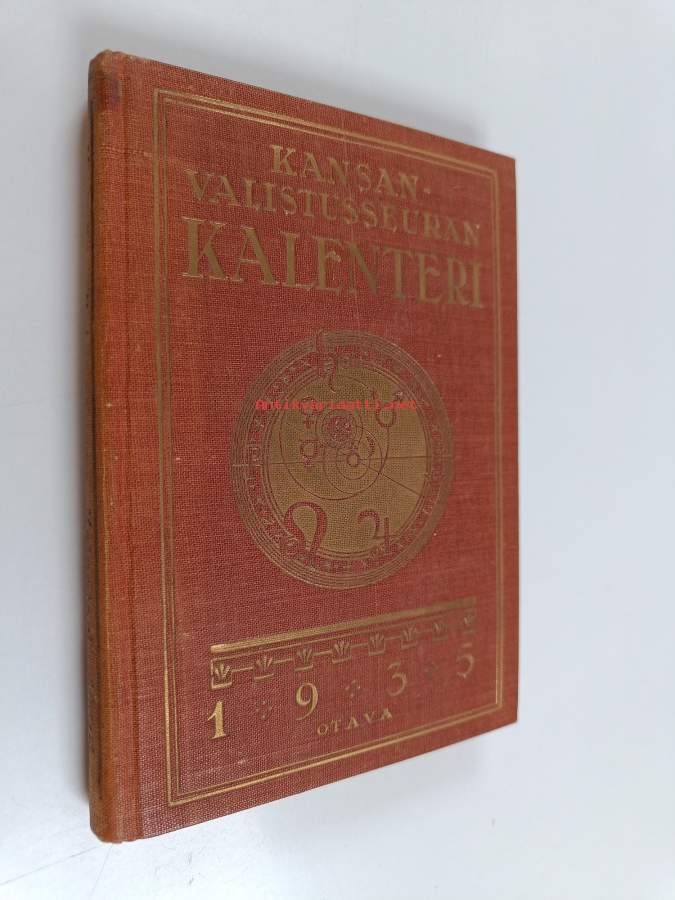 KANSAN-
VALISTUSSEURAN
KALENTERI
Antikvariaatti.net
1 9 3 5
OTAVA